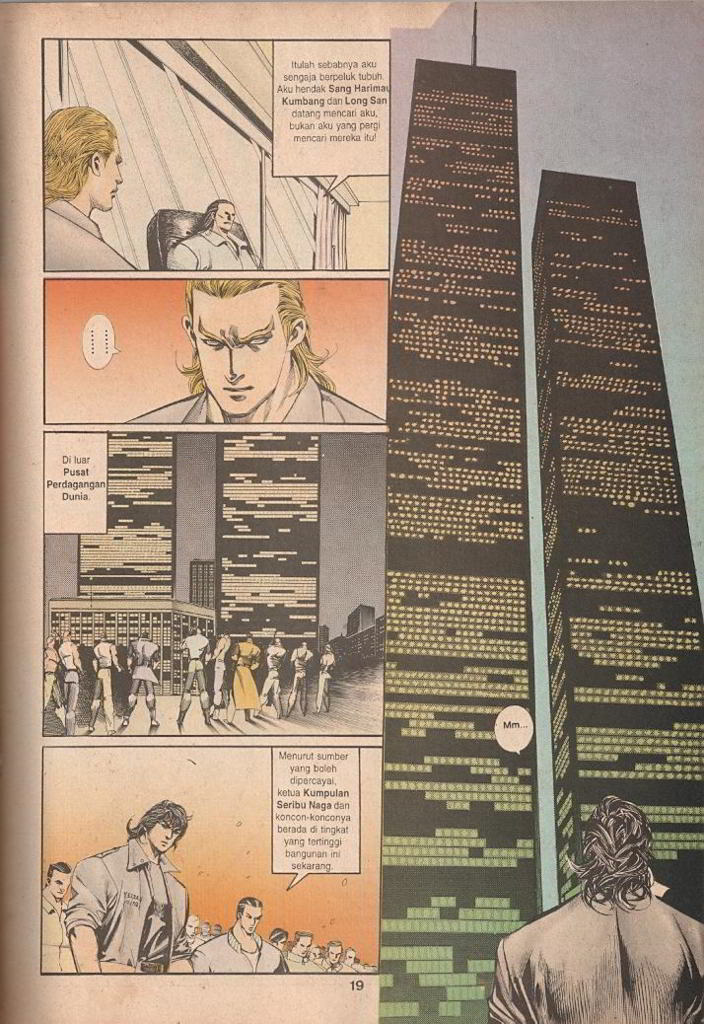 Itulah sebabnya aku
sengaja berpeluk tubuh.
Aku hendak Sang Harimau
Kumbang dan Long San
datang mencari aku,
bukan aku yang pergi
mencari mereka itu!
Di luar
Pusat
Perdagangan
Dunia.
Menurut sumber
yang boleh
dipercayai,
ketua Kumpulan
Seribu Naga dan
koncon-konconya
berada di tingkat
yang tertinggi
bangunan ini
sekarang.
Mm...
19